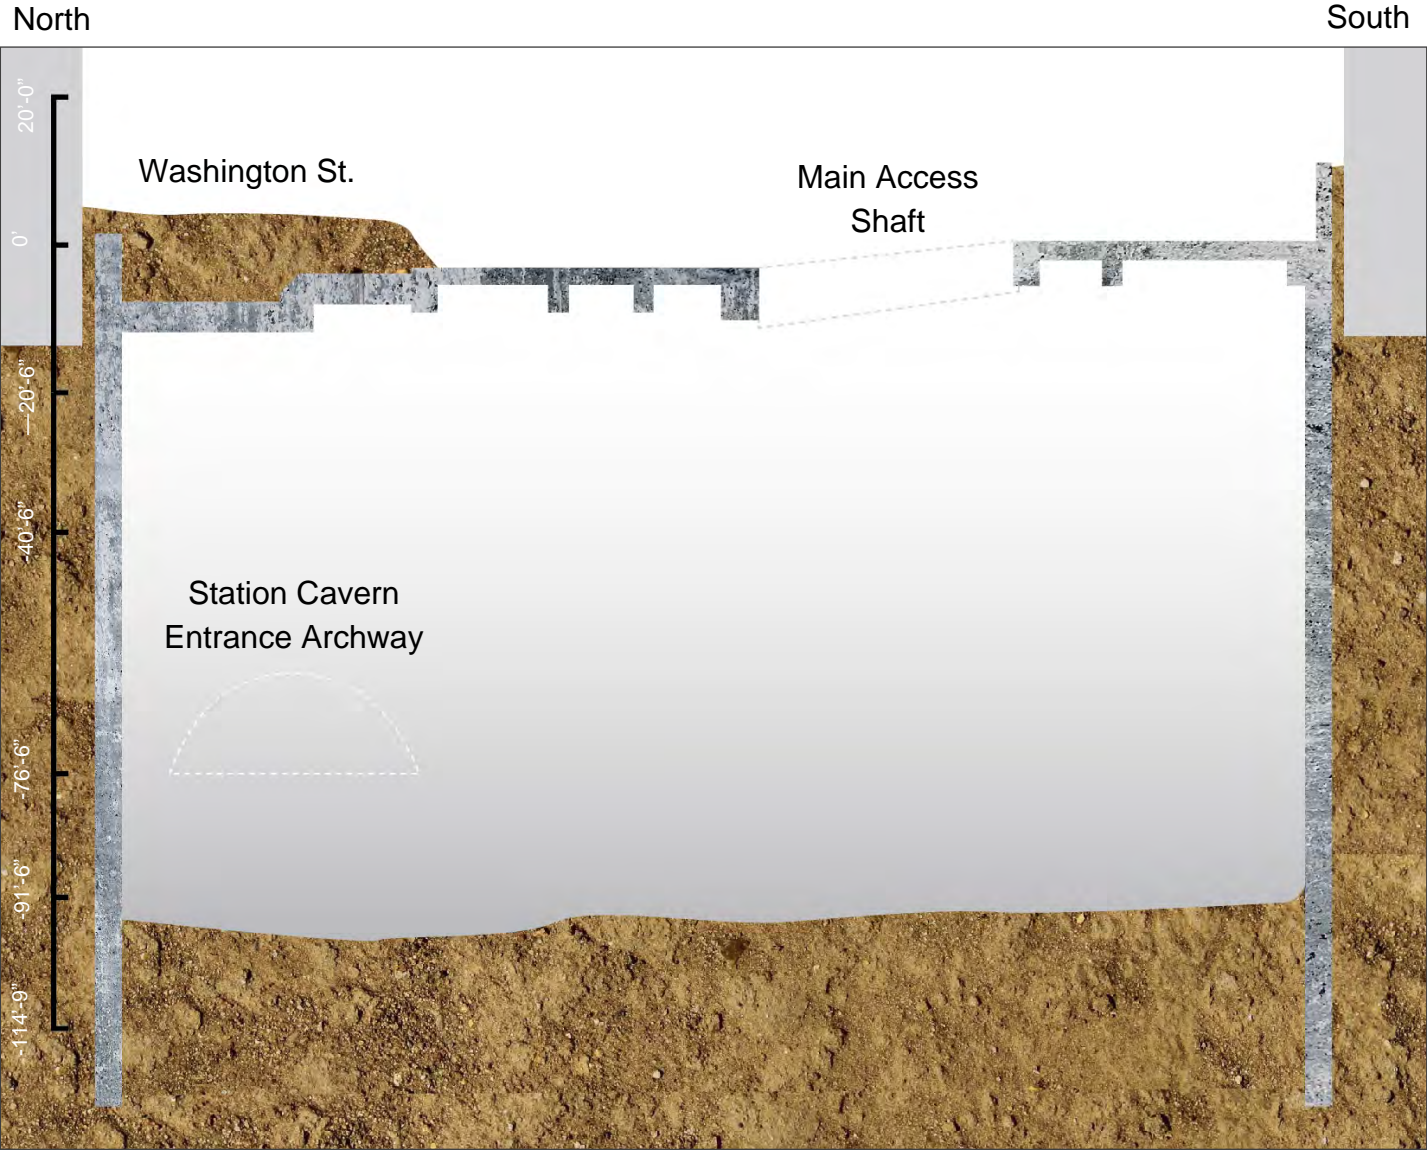 North
South
20'-0"
Washington St.
Main Access
Shaft
0'
—20'-6"
-40'-6"
Station Cavern
Entrance Archway
-76'-6"
-91'-6"
-114'-9"